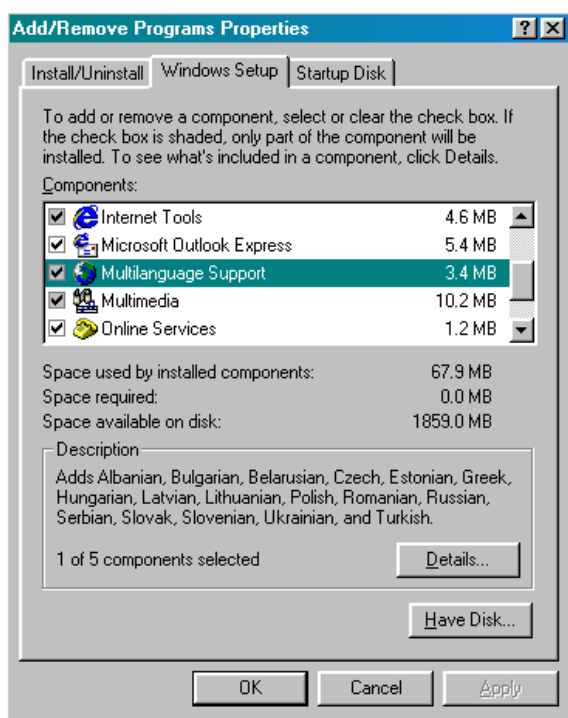 Add/Remove Programs Properties
Install/Uninstall Windows Setup Startup Disk
To add or remove a component, select or clear the check box. If
the check box is shaded, only part of the component will be
installed. To see what's included in a component, click Details.
Components:
Internet Tools 4.6 MB
Microsoft Outlook Express 5.4 MB
Multilanguage Support 3.4 MB
Multimedia 10.2 MB
Online Services 1.2 MB
Space used by installed components: 67.9 MB
Space required: 0.0 MB
Space available on disk: 1859.0 MB
Description
Adds Albanian, Bulgarian, Belarusian, Czech, Estonian, Greek,
Hungarian, Latvian, Lithuanian, Polish, Romanian, Russian,
Serbian, Slovak, Slovenian, Ukrainian, and Turkish.
1 of 5 components selected Details...
Have Disk...
OK Cancel Apply